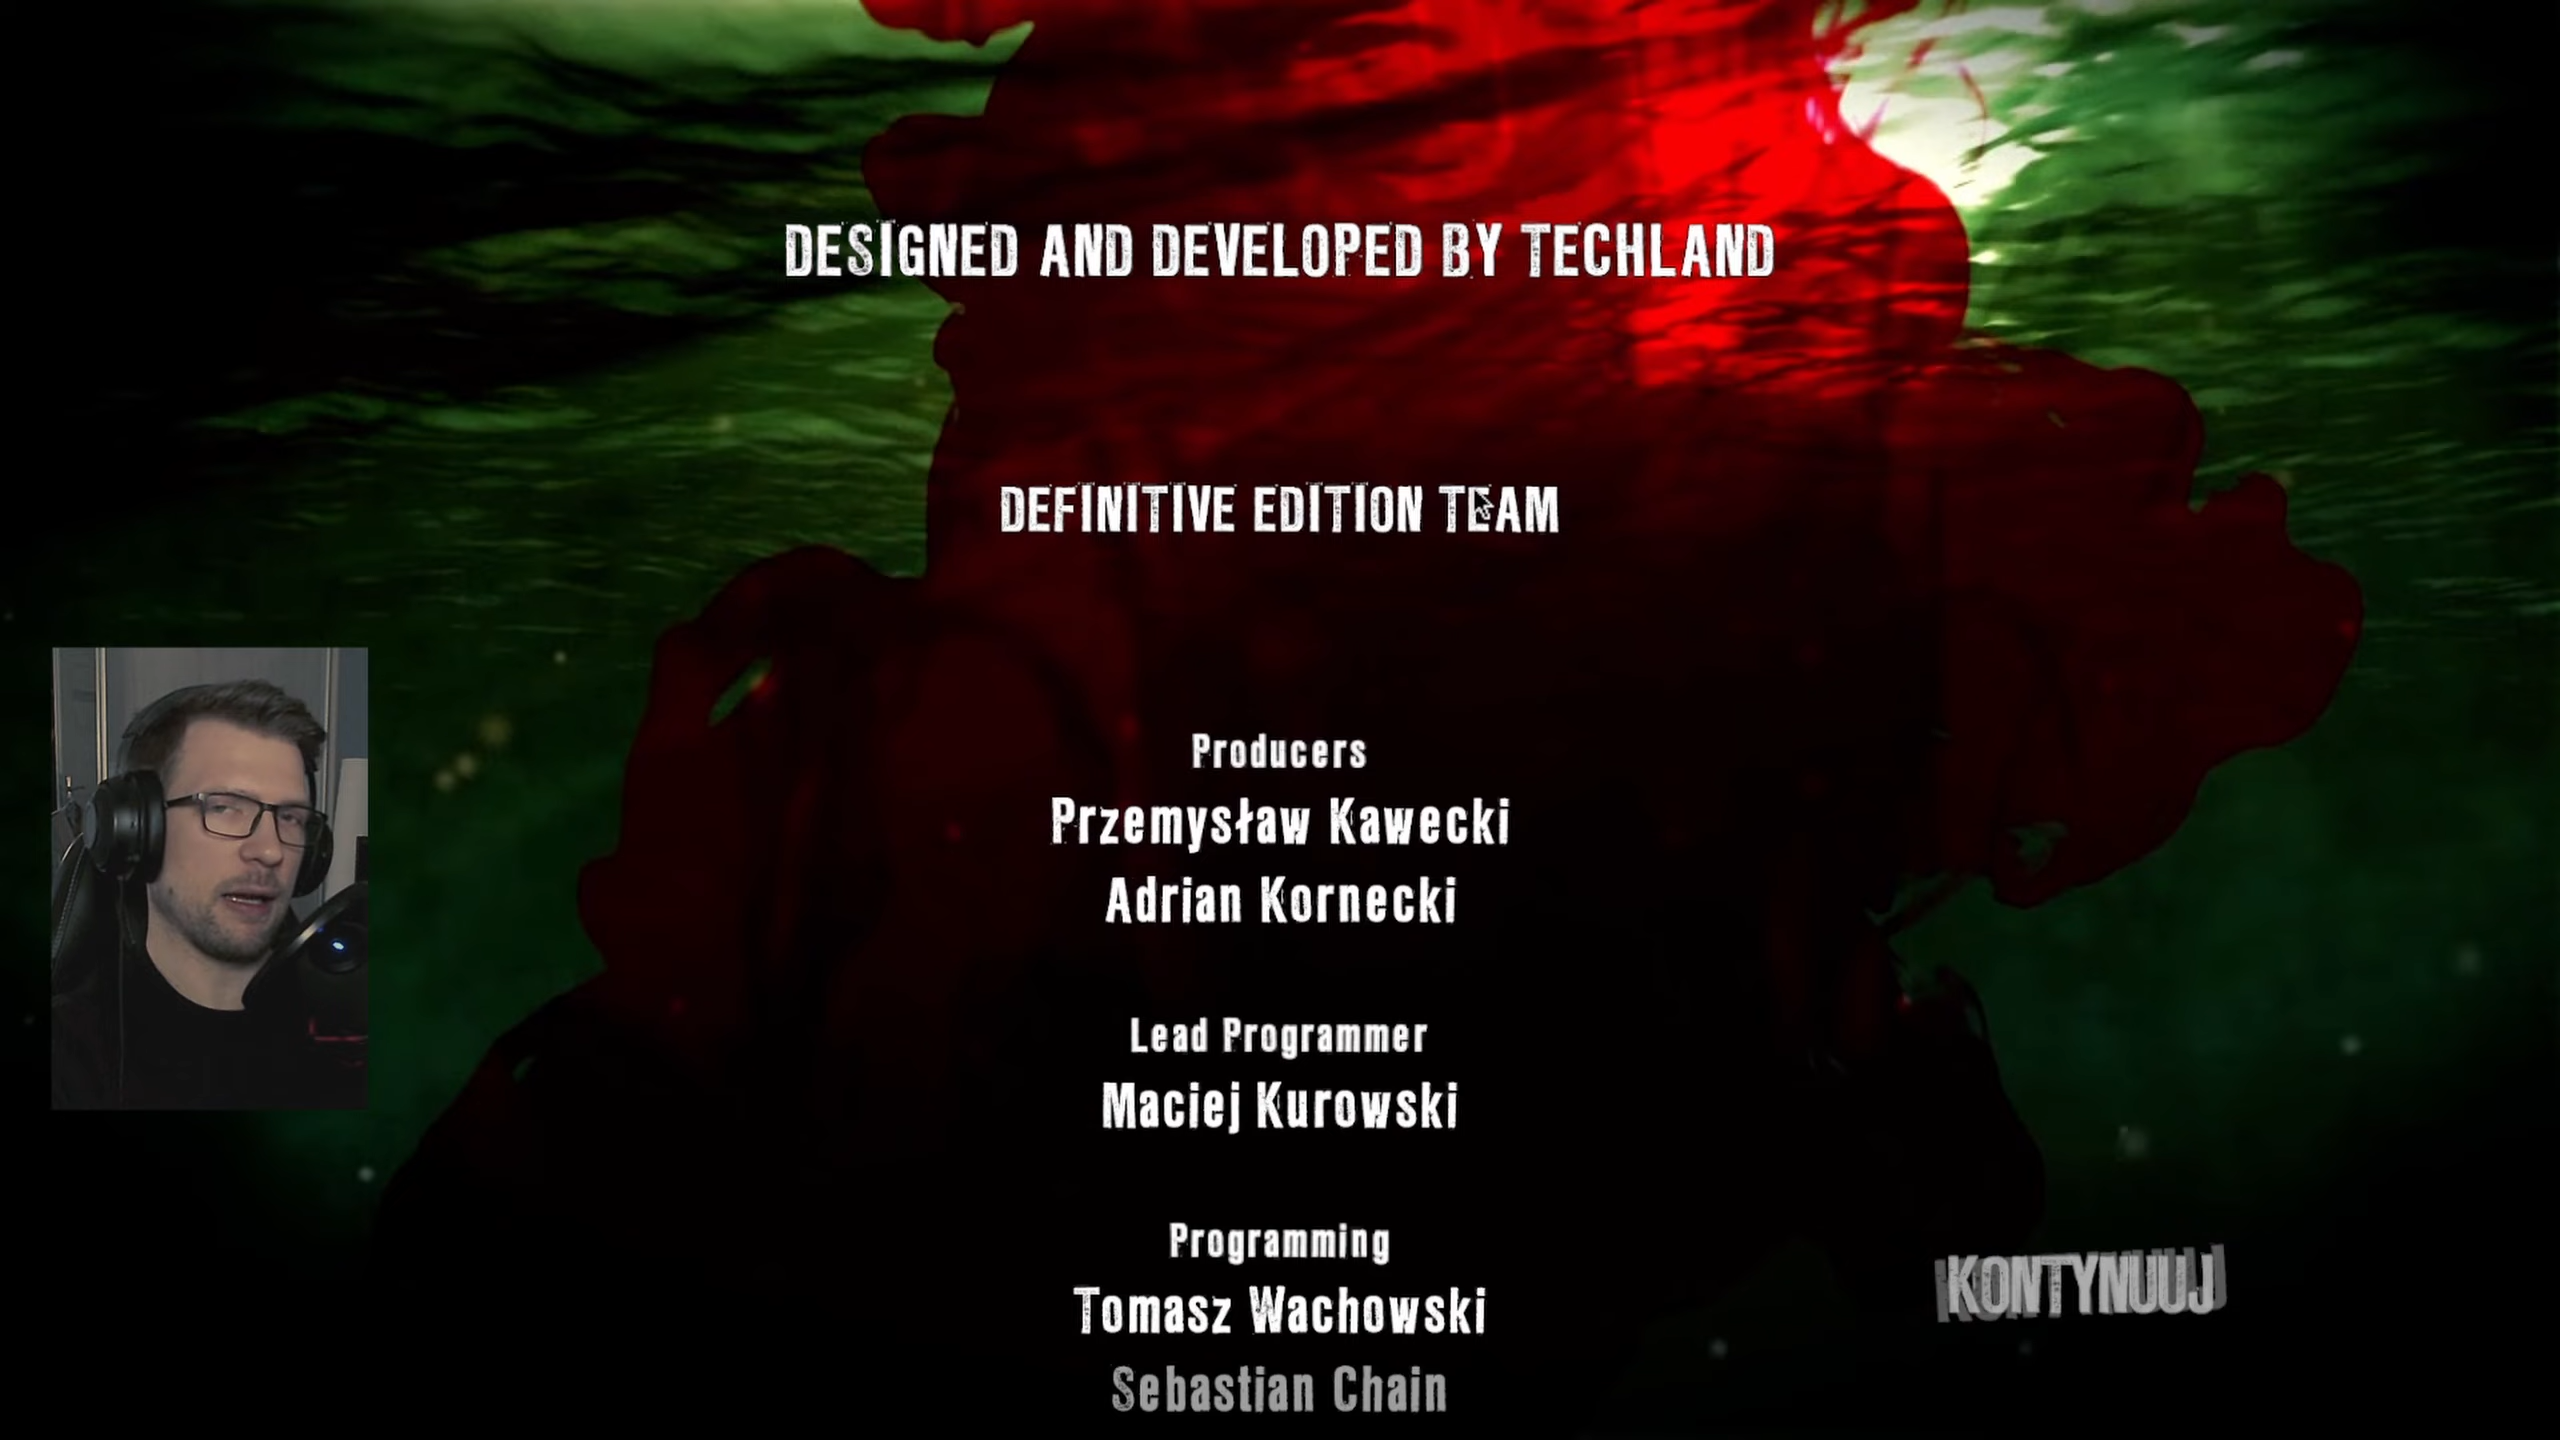 DESIGNED AND DEVELOPED BY TECHLAND
DEFINITIVE EDITION TEAM
Producers
Przemysław Kawecki
Adrian Kornecki
Lead Programmer
Maciej Kurowski
Programming
Tomasz Wachowski
Sebastian Chain
KONTYNUUJ